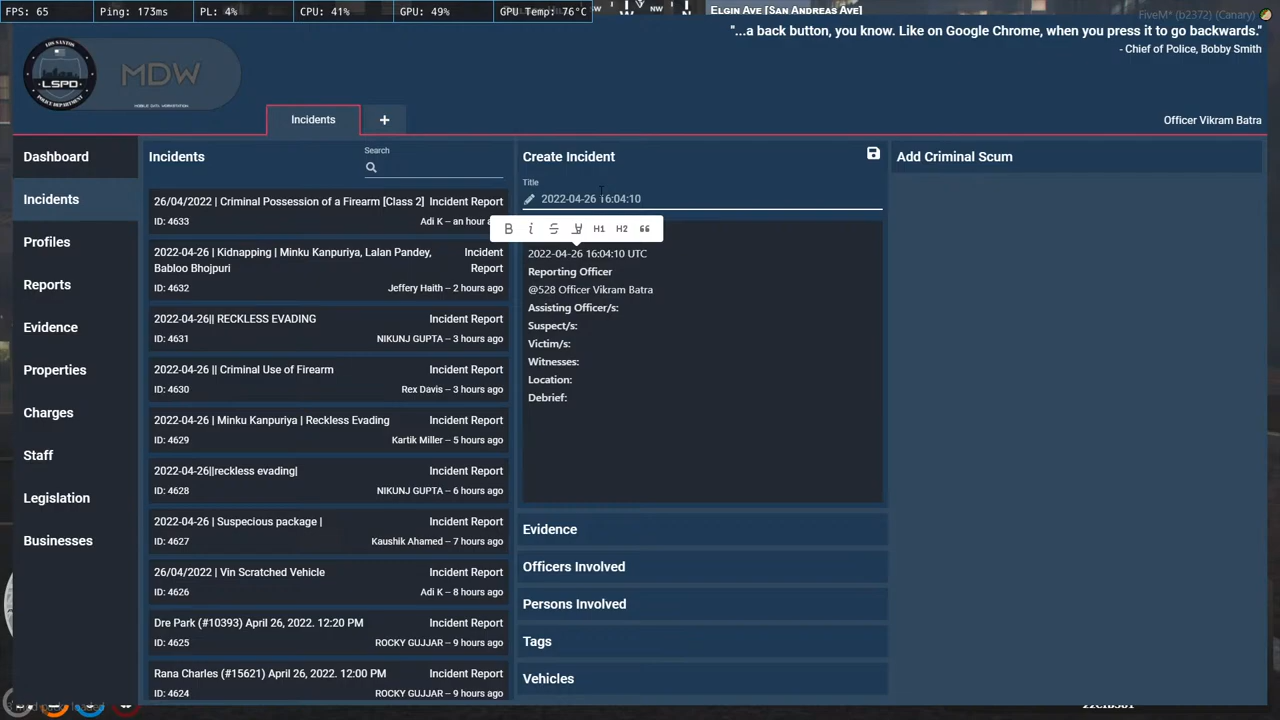 FPS: 65
Ping: 173ms
PL: 4%
CPU: 41%
GPU: 49%
GPU Temp: 76°C
W
NW
N
Elgin Ave [San Andreas Ave]
FiveM* (b2372) (Canary)
"...a back button, you know. Like on Google Chrome, when you press it to go backwards."
- Chief of Police, Bobby Smith
LOS SANTOS
LSPD
POLICE DEPARTMENT
MDW
MOBILE DATA WORKSTATION
Incidents
+
Officer Vikram Batra
Dashboard
Incidents
Profiles
Reports
Evidence
Properties
Charges
Staff
Legislation
Businesses
Incidents
Search
26/04/2022 | Criminal Possession of a Firearm [Class 2] Incident Report
ID: 4633 Adi K – an hour a
2022-04-26 | Kidnapping | Minku Kanpuriya, Lalan Pandey, Incident
Babloo Bhojpuri Report
ID: 4632 Jeffery Haith – 2 hours ago
2022-04-26|| RECKLESS EVADING Incident Report
ID: 4631 NIKUNJ GUPTA – 3 hours ago
2022-04-26 || Criminal Use of Firearm Incident Report
ID: 4630 Rex Davis – 3 hours ago
2022-04-26 | Minku Kanpuriya | Reckless Evading Incident Report
ID: 4629 Kartik Miller – 5 hours ago
2022-04-26||reckless evading| Incident Report
ID: 4628 NIKUNJ GUPTA – 6 hours ago
2022-04-26 | Suspecious package | Incident Report
ID: 4627 Kaushik Ahamed – 7 hours ago
26/04/2022 | Vin Scratched Vehicle Incident Report
ID: 4626 Adi K – 8 hours ago
Dre Park (#10393) April 26, 2022. 12:20 PM Incident Report
ID: 4625 ROCKY GUJJAR – 9 hours ago
Rana Charles (#15621) April 26, 2022. 12:00 PM Incident Report
ID: 4624 ROCKY GUJJAR – 9 hours ago
Create Incident
Title
2022-04-26 16:04:10
B i S H1 H2
2022-04-26 16:04:10 UTC
Reporting Officer
@528 Officer Vikram Batra
Assisting Officer/s:
Suspect/s:
Victim/s:
Witnesses:
Location:
Debrief:
Evidence
Officers Involved
Persons Involved
Tags
Vehicles
Add Criminal Scum